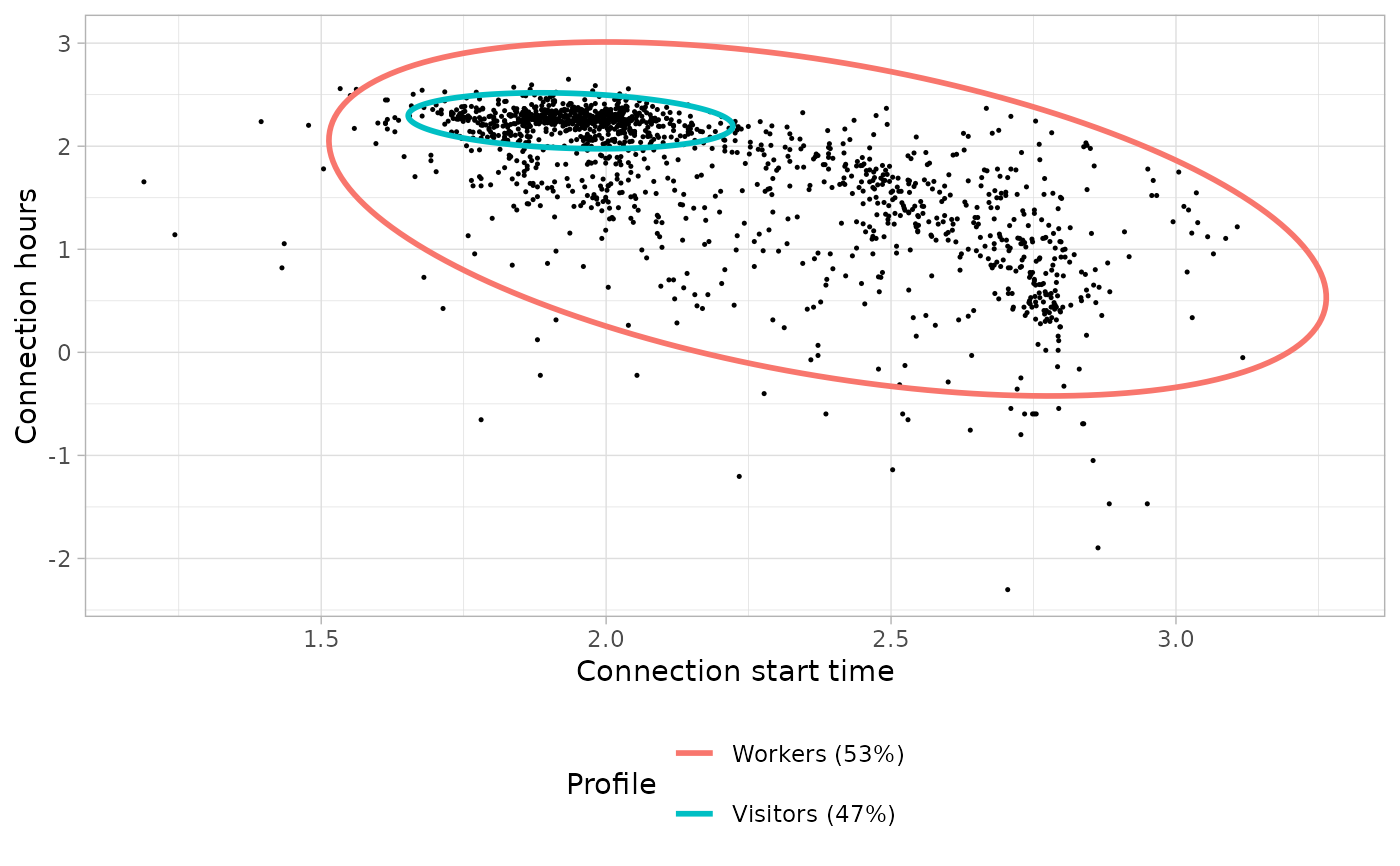 3
2
1
0
-1
-2
Connection hours
1.5 2.0 2.5 3.0
Connection start time
Profile
Workers (53%)
Visitors (47%)